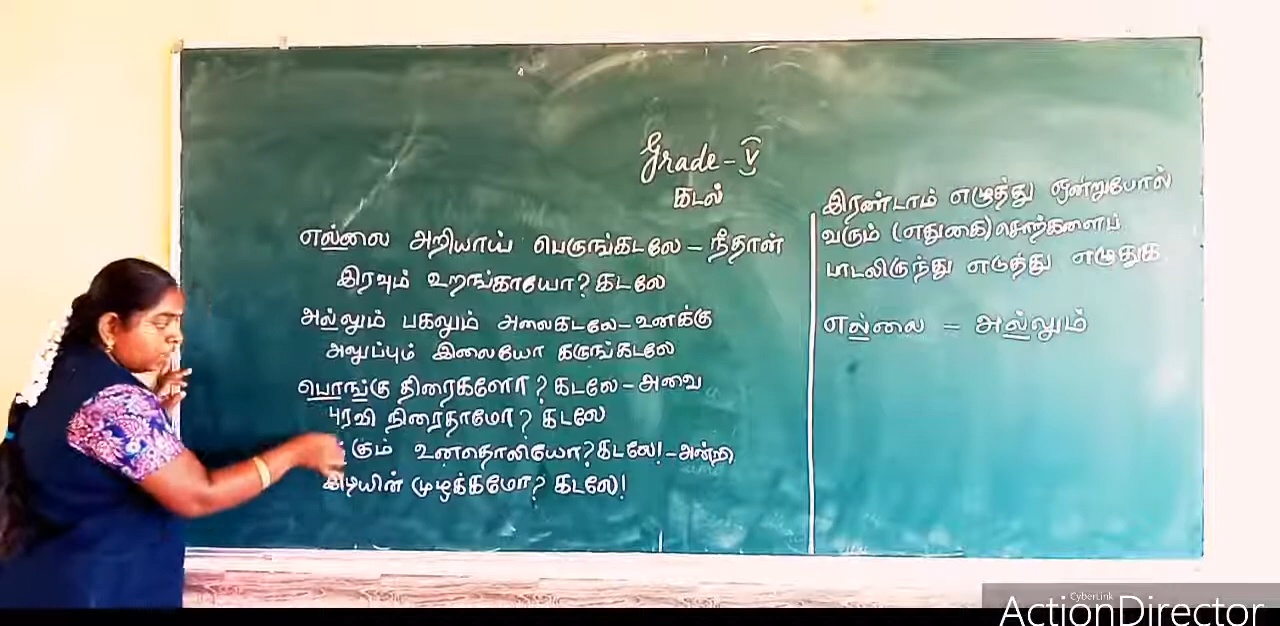 Grade - V
கடல்
எல்லை அறியாய் பெருங்கடலே - நீதான்
இரவும் உறங்காயோ? கடலே
அல்லும் பகலும் அலைகடலே - உனக்கு
அலுப்பும் இலையோ கருங்கடலே
பொங்கு திரைகளோ? கடலே - அவை
புரவி நிரைதாமோ? கடலே
கும் உனதொலியோ? கடலே! - அன்றி
இடியின் முழக்கமோ? கடலே!
இரண்டாம் எழுத்து ஒன்றுபோல்
வரும் (எதுகை) சொற்களைப்
பாடலிருந்து எடுத்து எழுதுக
எல்லை - அல்லும்
CyberLink
ActionDirector